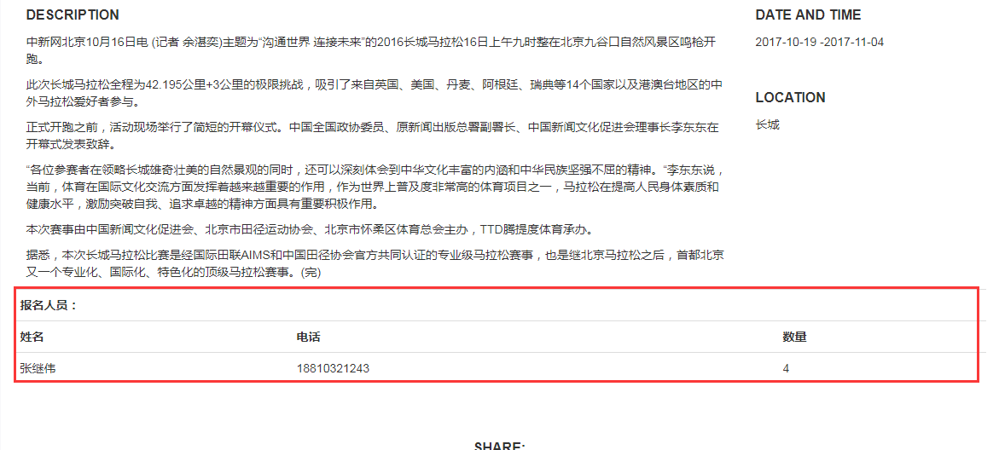 DESCRIPTION
中新网北京10月16日电 (记者 余湛奕)主题为“沟通世界 连接未来”的2016长城马拉松16日上午九时整在北京九谷口自然风景区鸣枪开
跑。
此次长城马拉松全程为42.195公里+3公里的极限挑战，吸引了来自英国、美国、丹麦、阿根廷、瑞典等14个国家以及港澳台地区的中
外马拉松爱好者参与。
正式开跑之前，活动现场举行了简短的开幕仪式。中国全国政协委员、原新闻出版总署副署长、中国新闻文化促进会理事长李东东在
开幕式发表致辞。
“各位参赛者在领略长城雄奇壮美的自然景观的同时，还可以深刻体会到中华文化丰富的内涵和中华民族坚强不屈的精神。“李东东说，
当前，体育在国际文化交流方面发挥着越来越重要的作用，作为世界上普及度非常高的体育项目之一，马拉松在提高人民身体素质和
健康水平，激励突破自我、追求卓越的精神方面具有重要积极作用。
本次赛事由中国新闻文化促进会、北京市田径运动协会、北京市怀柔区体育总会主办，TTD腾提度体育承办。
据悉，本次长城马拉松比赛是经国际田联AIMS和中国田径协会官方共同认证的专业级马拉松赛事，也是继北京马拉松之后，首都北京
又一个专业化、国际化、特色化的顶级马拉松赛事。(完)
DATE AND TIME
2017-10-19 -2017-11-04
LOCATION
长城
报名人员：
姓名 电话 数量
张继伟 18810321243 4
SHARE: